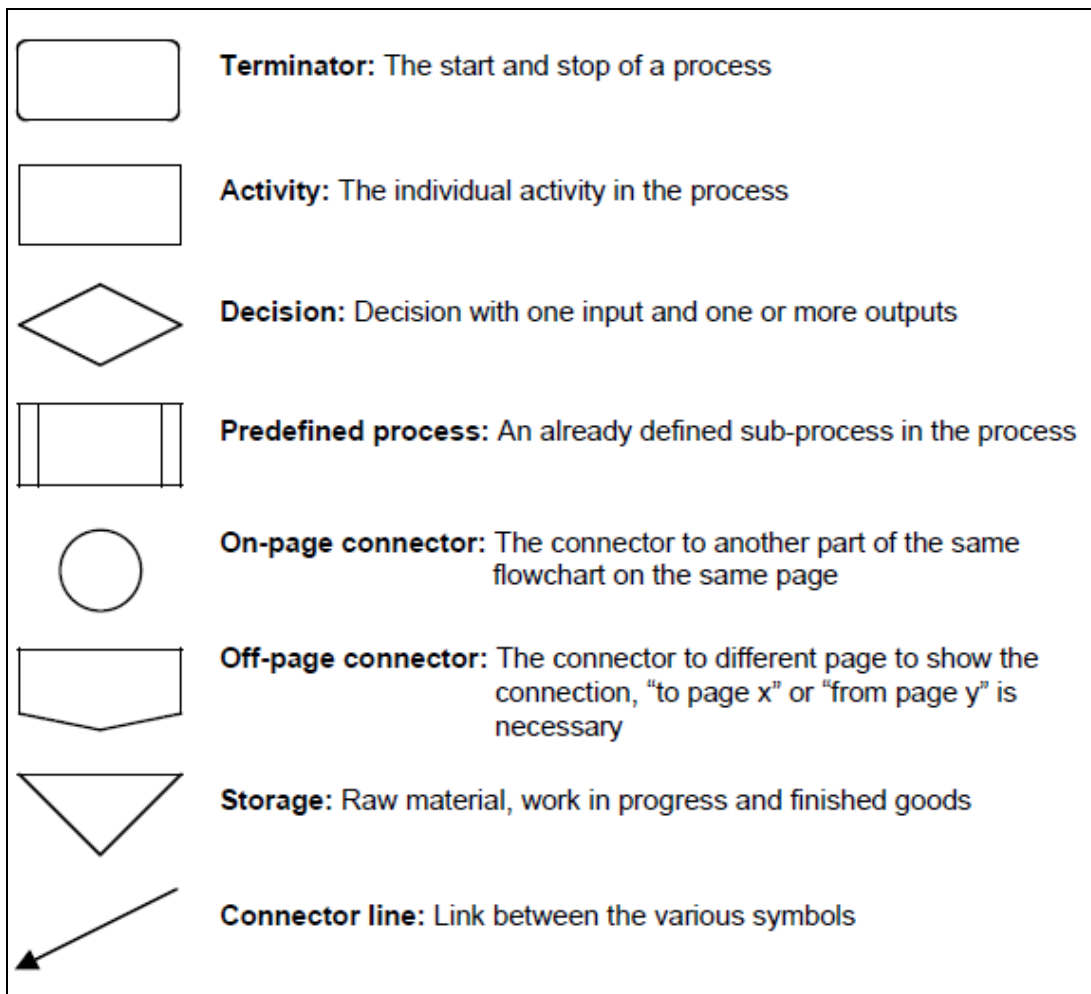 Terminator: The start and stop of a process
Activity: The individual activity in the process
Decision: Decision with one input and one or more outputs
Predefined process: An already defined sub-process in the process
On-page connector: The connector to another part of the same
flowchart on the same page
Off-page connector: The connector to different page to show the
connection, “to page x” or “from page y” is
necessary
Storage: Raw material, work in progress and finished goods
Connector line: Link between the various symbols